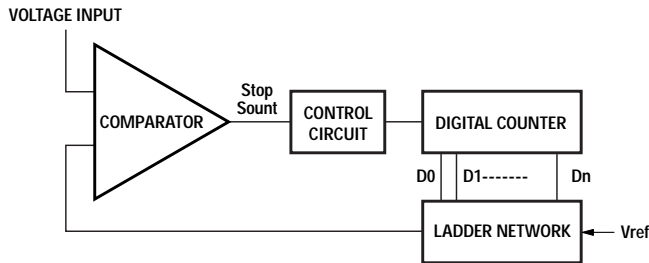 VOLTAGE INPUT
COMPARATOR
Stop
Sount
CONTROL
CIRCUIT
DIGITAL COUNTER
D0 D1------- Dn
LADDER NETWORK
Vref